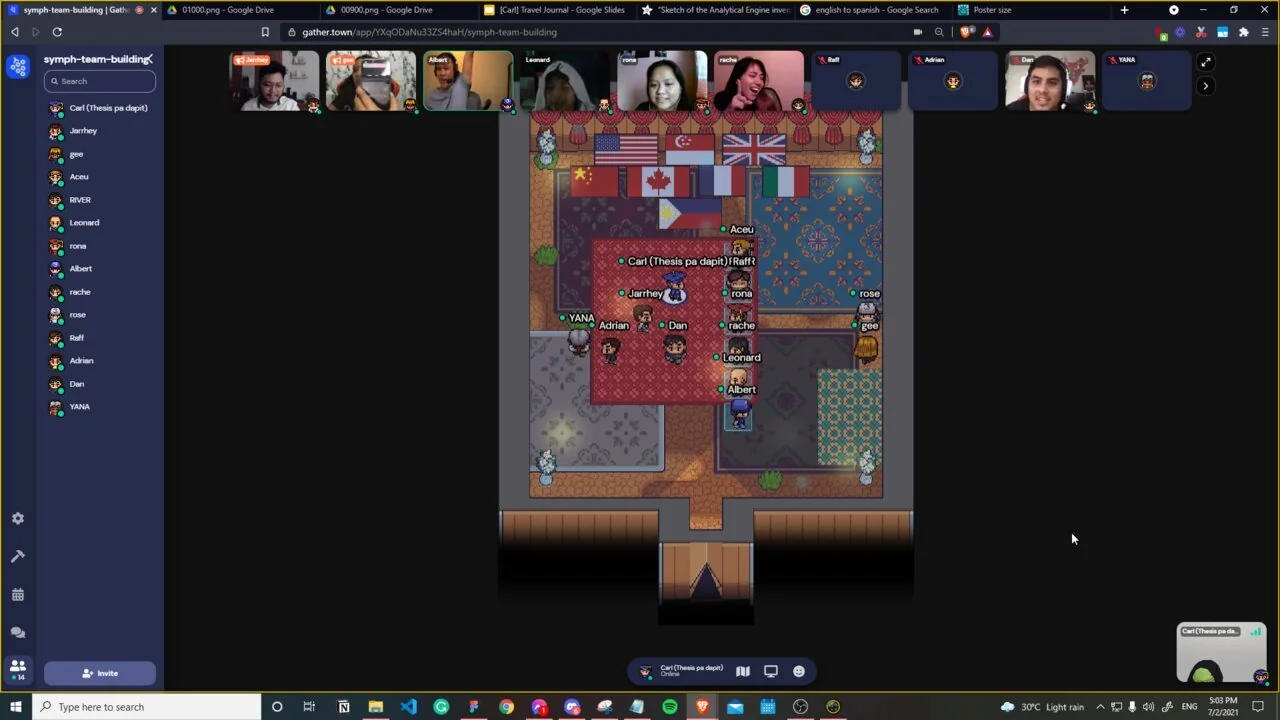 symph-team-building | Gathe
01000.png - Google Drive
00900.png - Google Drive
[Carl] Travel Journal - Google Slides
"Sketch of the Analytical Engine inven
english to spanish - Google Search
Poster size
gather.town/app/YXqODaNu33ZS4haH/symph-team-building
symph-team-building
Search
Carl (Thesis pa dapit)
Jarrhey
gee
Aceu
RIVER
Leonard
rona
Albert
rache
rose
Raff
Adrian
Dan
YANA
14
Invite
Jarrhey
gee
Albert
Leonard
rona
rache
Raff
Adrian
Dan
YANA
Aceu
Carl (Thesis pa dapit)
Raff
Jarrhey
rona
rose
YANA
Adrian
Dan
rache
gee
Leonard
Albert
Carl (Thesis pa da...
Carl (Thesis pa dapit)
Online
Type here to search
30°C Light rain
ENG
5:03 PM
7/2/2021